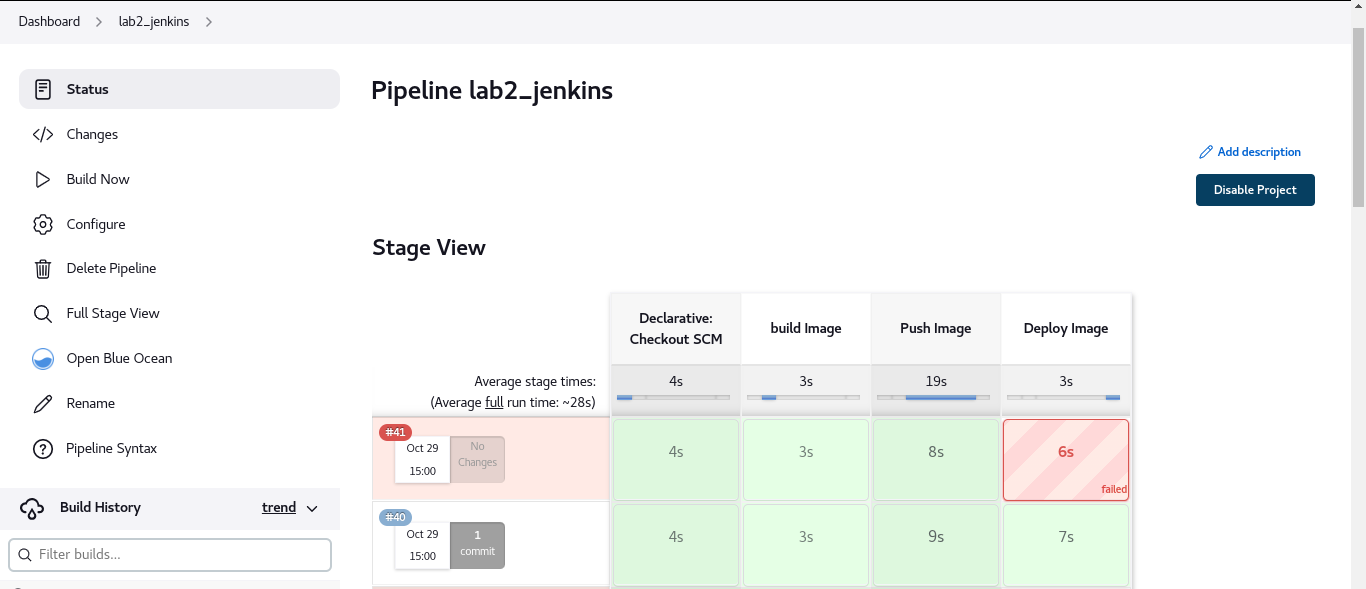 Dashboard > lab2_jenkins >
Status
Changes
Build Now
Configure
Delete Pipeline
Full Stage View
Open Blue Ocean
Rename
Pipeline Syntax
Build History trend
Filter builds...
Pipeline lab2_jenkins
Add description
Disable Project
Stage View
Declarative:
Checkout SCM
build Image
Push Image
Deploy Image
Average stage times:
(Average full run time: ~28s)
4s
3s
19s
3s
#41
Oct 29
15:00
No
Changes
4s
3s
8s
6s
failed
#40
Oct 29
15:00
1
commit
4s
3s
9s
7s